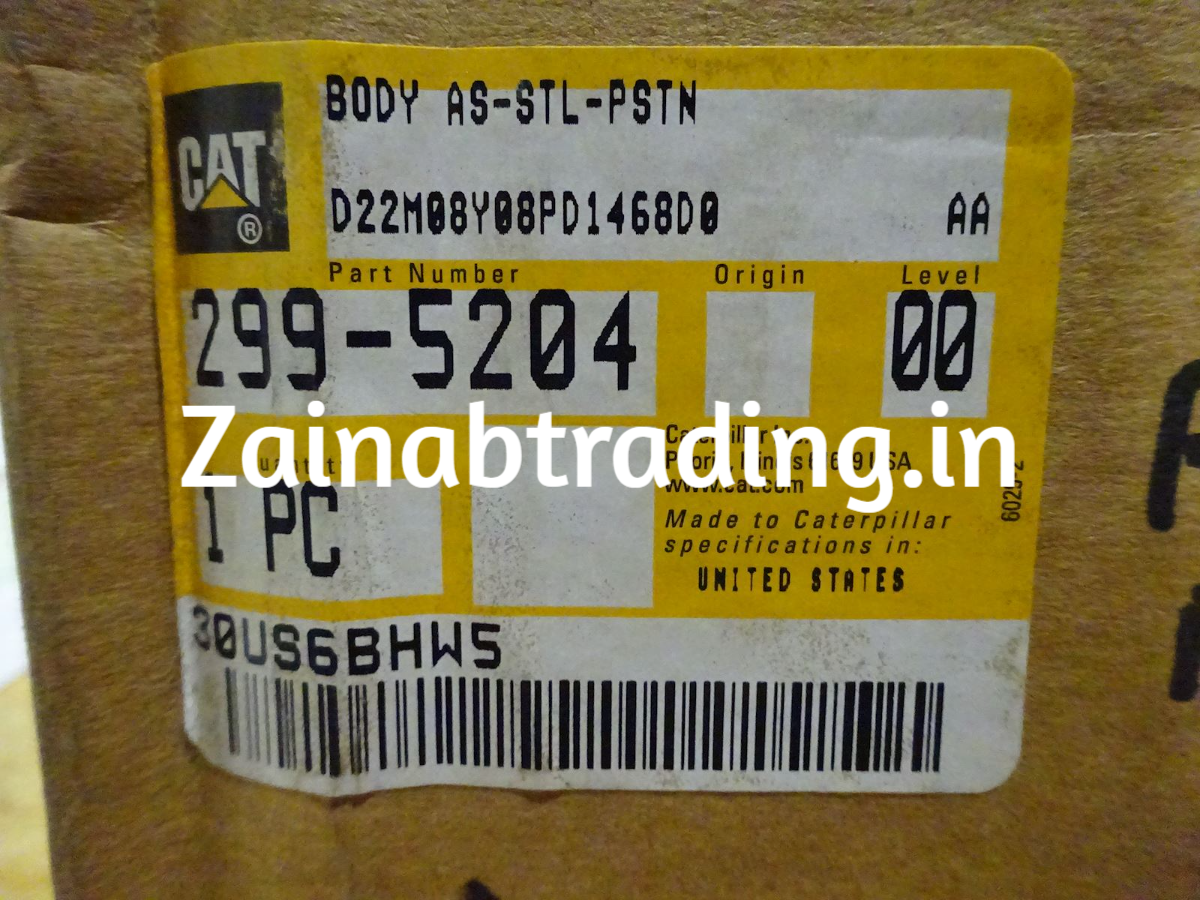 BODY AS-STL-PSTN
CAT
®
D22M08Y08PD1468D0 AA
Part Number Origin Level
299-5204 00
Zainabtrading.in
1 PC
www.cat.com
Made to Caterpillar
specifications in:
UNITED STATES
30US6BHW5